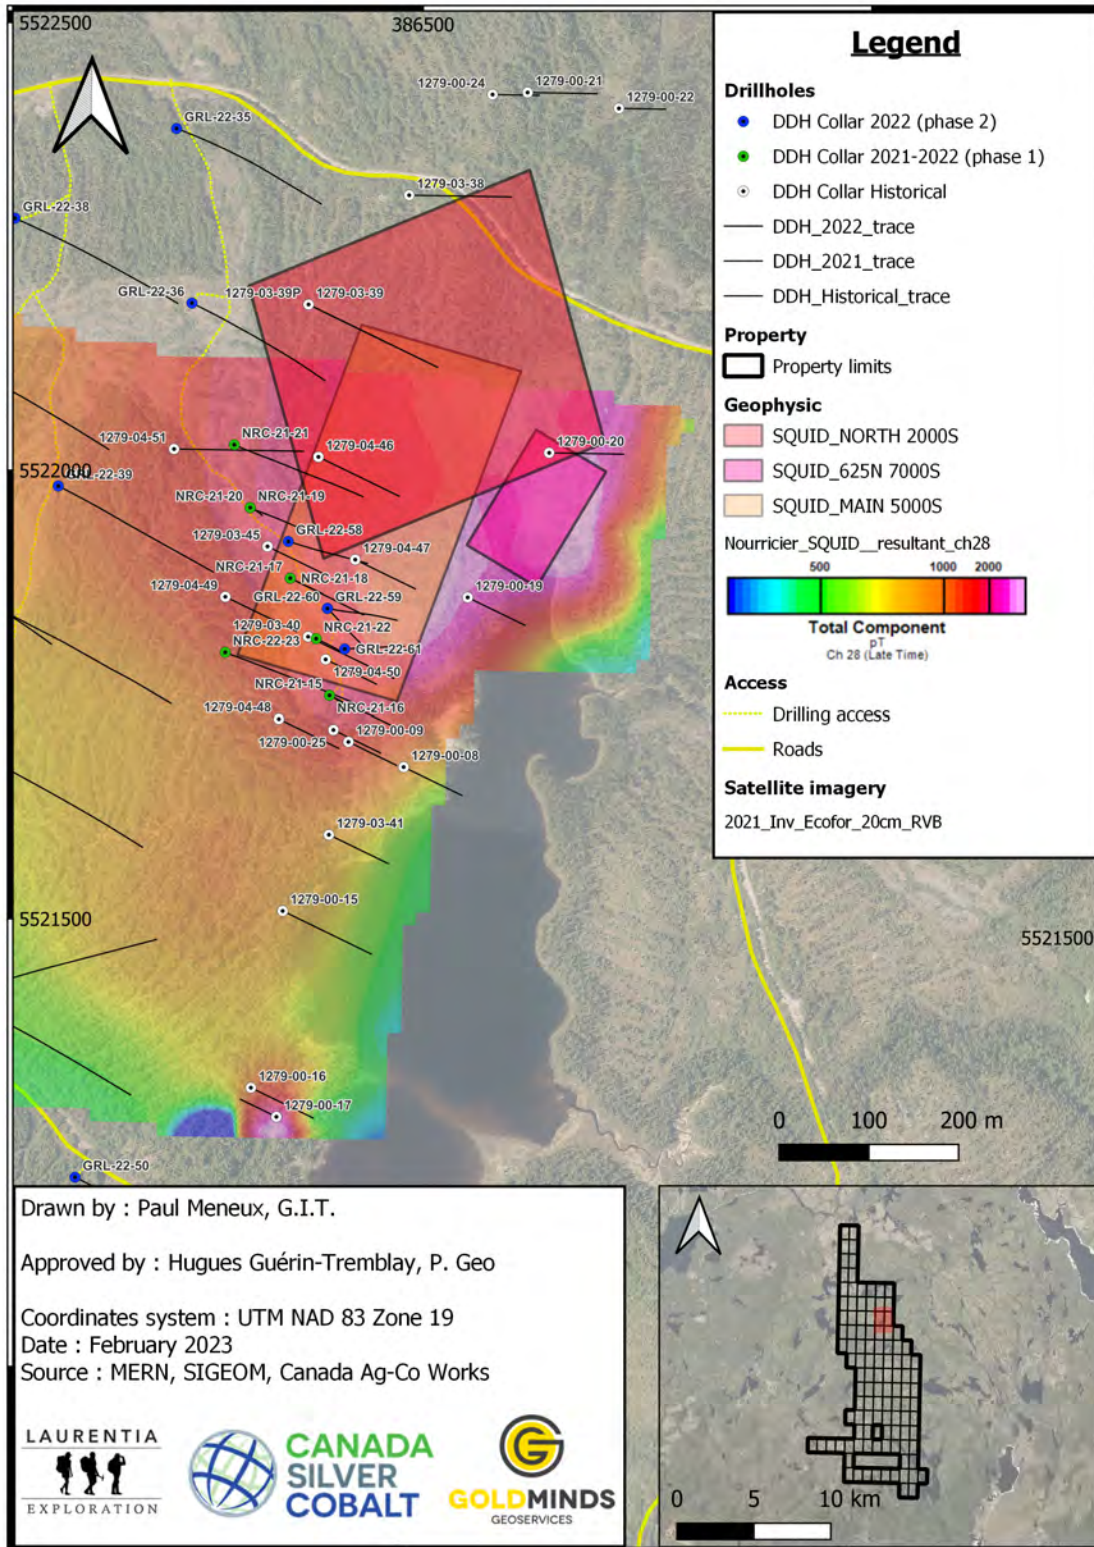 5522500
386500
1279-00-24
1279-00-21
1279-00-22
GRL-22-35
1279-03-38
GRL-22-38
GRL-22-36
1279-03-39P
1279-03-39
1279-04-51
NRC-21-21
1279-04-46
1279-00-20
5522000
GRL-22-39
NRC-21-20
NRC-21-19
1279-03-45
GRL-22-58
1279-04-47
NRC-21-17
NRC-21-18
1279-04-49
GRL-22-60
GRL-22-59
1279-00-19
1279-03-40
NRC-21-22
NRC-22-23
GRL-22-61
1279-04-50
NRC-21-15
NRC-21-16
1279-04-48
1279-00-25
1279-00-09
1279-00-08
1279-03-41
1279-00-15
5521500
5521500
1279-00-16
1279-00-17
GRL-22-50
Legend
Drillholes
DDH Collar 2022 (phase 2)
DDH Collar 2021-2022 (phase 1)
DDH Collar Historical
DDH_2022_trace
DDH_2021_trace
DDH_Historical_trace
Property
Property limits
Geophysic
SQUID_NORTH 2000S
SQUID_625N 7000S
SQUID_MAIN 5000S
Nourricier_SQUID__resultant_ch28
500 1000 2000
Total Component
pT
Ch 28 (Late Time)
Access
Drilling access
Roads
Satellite imagery
2021_Inv_Ecofor_20cm_RVB
0 100 200 m
Drawn by : Paul Meneux, G.I.T.
Approved by : Hugues Guérin-Tremblay, P. Geo
Coordinates system : UTM NAD 83 Zone 19
Date : February 2023
Source : MERN, SIGEOM, Canada Ag-Co Works
LAURENTIA
EXPLORATION
CANADA
SILVER
COBALT
GOLDMINDS
GEOSERVICES
0 5 10 km